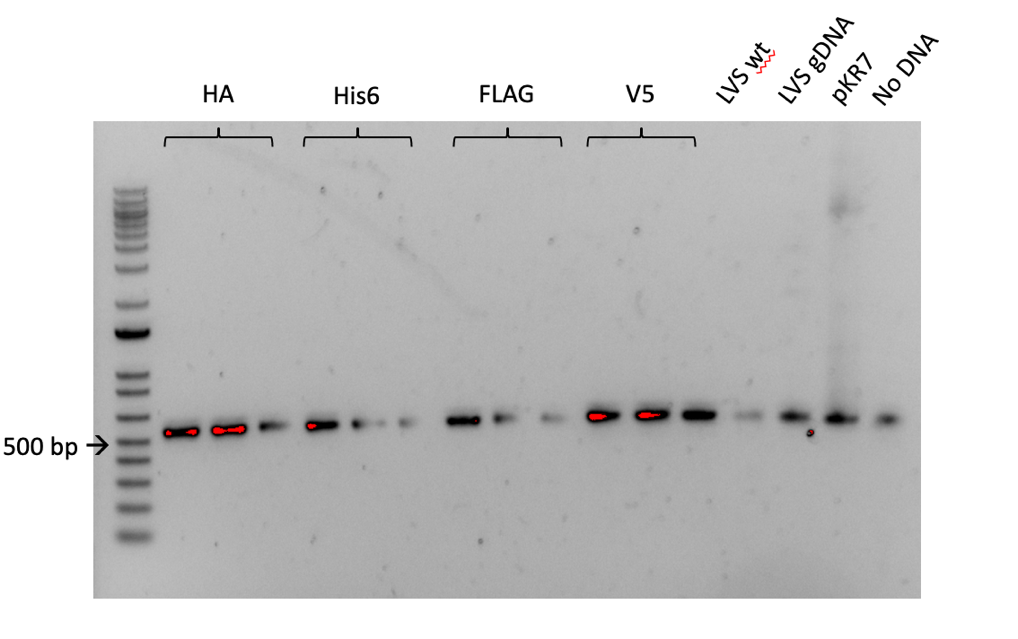 HA
His6
FLAG
V5
LVS wt
LVS gDNA
pKR7
No DNA
500 bp →